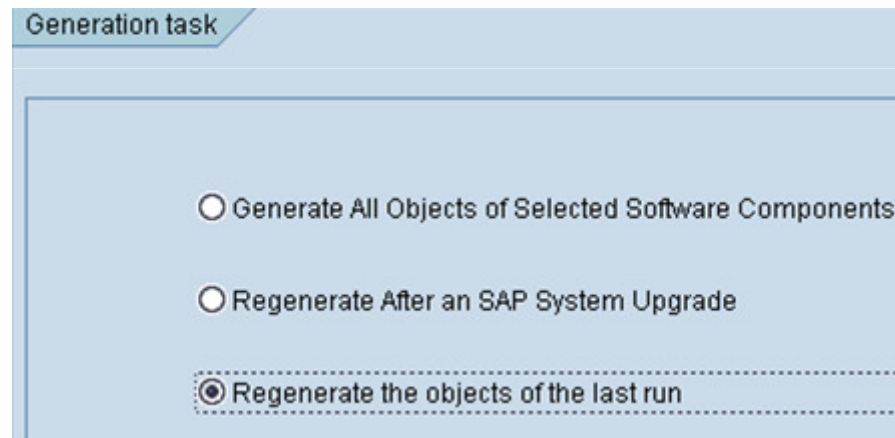 Generation task
Generate All Objects of Selected Software Components
Regenerate After an SAP System Upgrade
Regenerate the objects of the last run